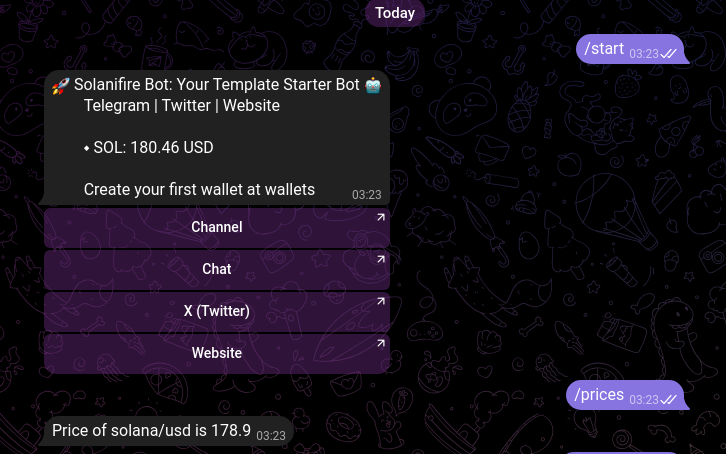 Today
/start 03:23
🚀 Solanifire Bot: Your Template Starter Bot 🤖
Telegram | Twitter | Website
⬩ SOL: 180.46 USD
Create your first wallet at wallets 03:23
Channel
Chat
X (Twitter)
Website
/prices 03:23
Price of solana/usd is 178.9 03:23